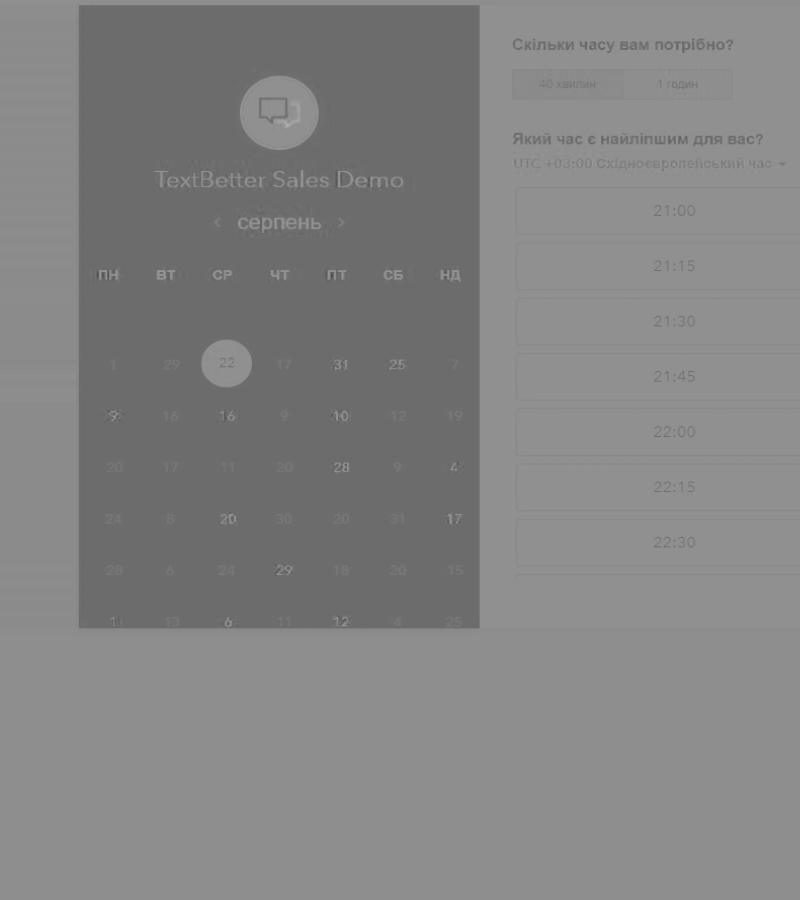 TextBetter Sales Demo
серпень
ПН ВТ СР ЧТ ПТ СБ НД
1 29 22 17 31 25 7
16 16 9 10 12 19
20 17 11 20 28 9 4
24 8 20 30 20 31 17
28 6 24 29 18 20 15
1 13 6 11 12 4 25
Скільки часу вам потрібно?
40 хвилин 1 годин
Який час є найліпшим для вас?
UTC +03:00 Східноєвропейський час
21:00
21:15
21:30
21:45
22:00
22:15
22:30